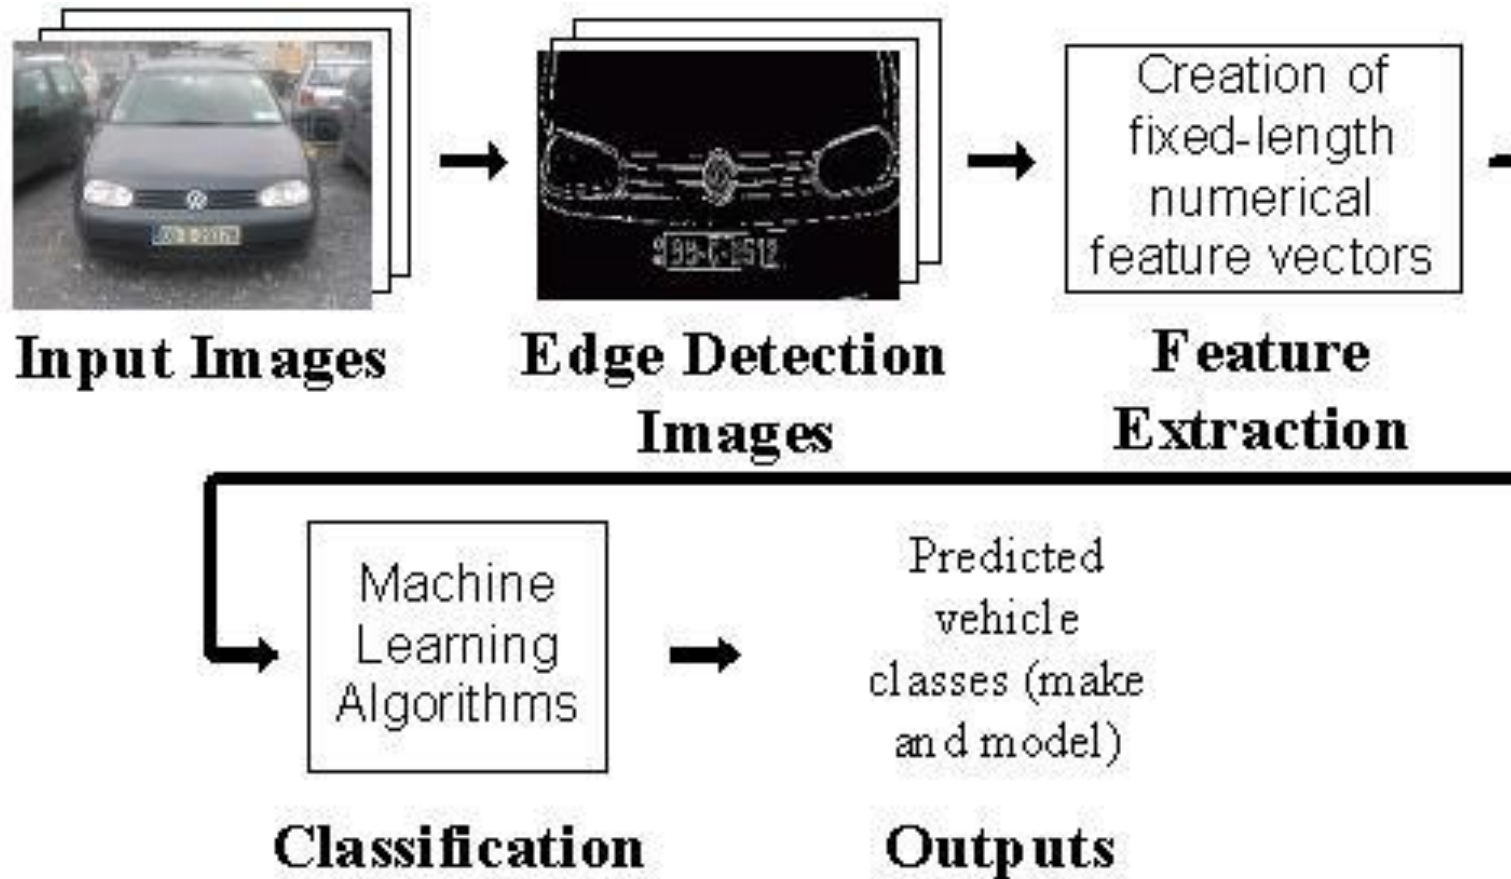 Creation of
fixed-length
numerical
feature vectors
Input Images
Edge Detection
Images
Feature
Extraction
Machine
Learning
Algorithms
Predicted
vehicle
classes (make
and model)
Classification
Outputs